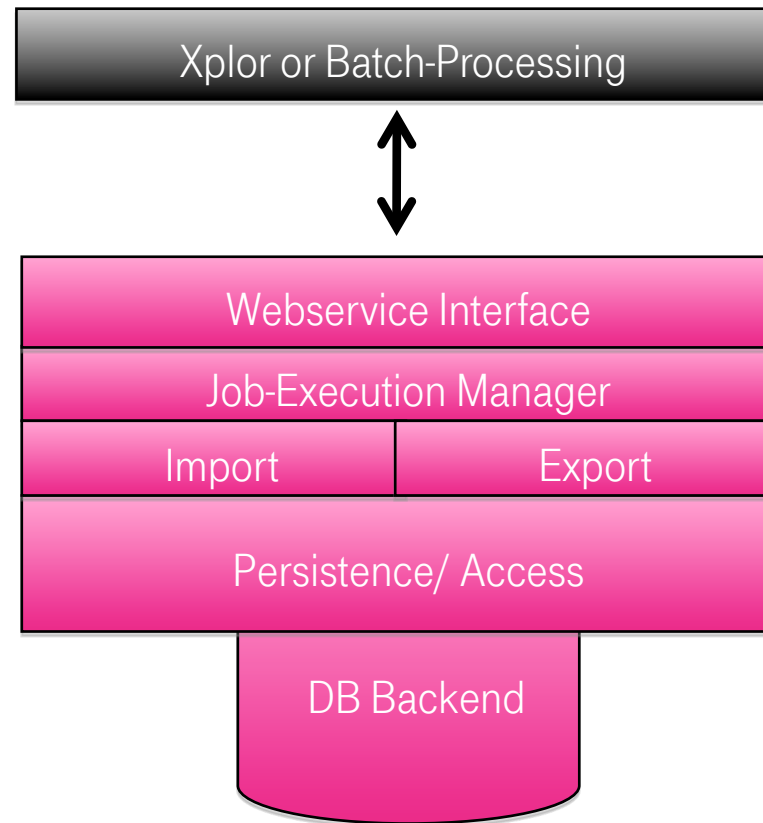 Xplor or Batch-Processing
Webservice Interface
Job-Execution Manager
Import
Export
Persistence/ Access
DB Backend